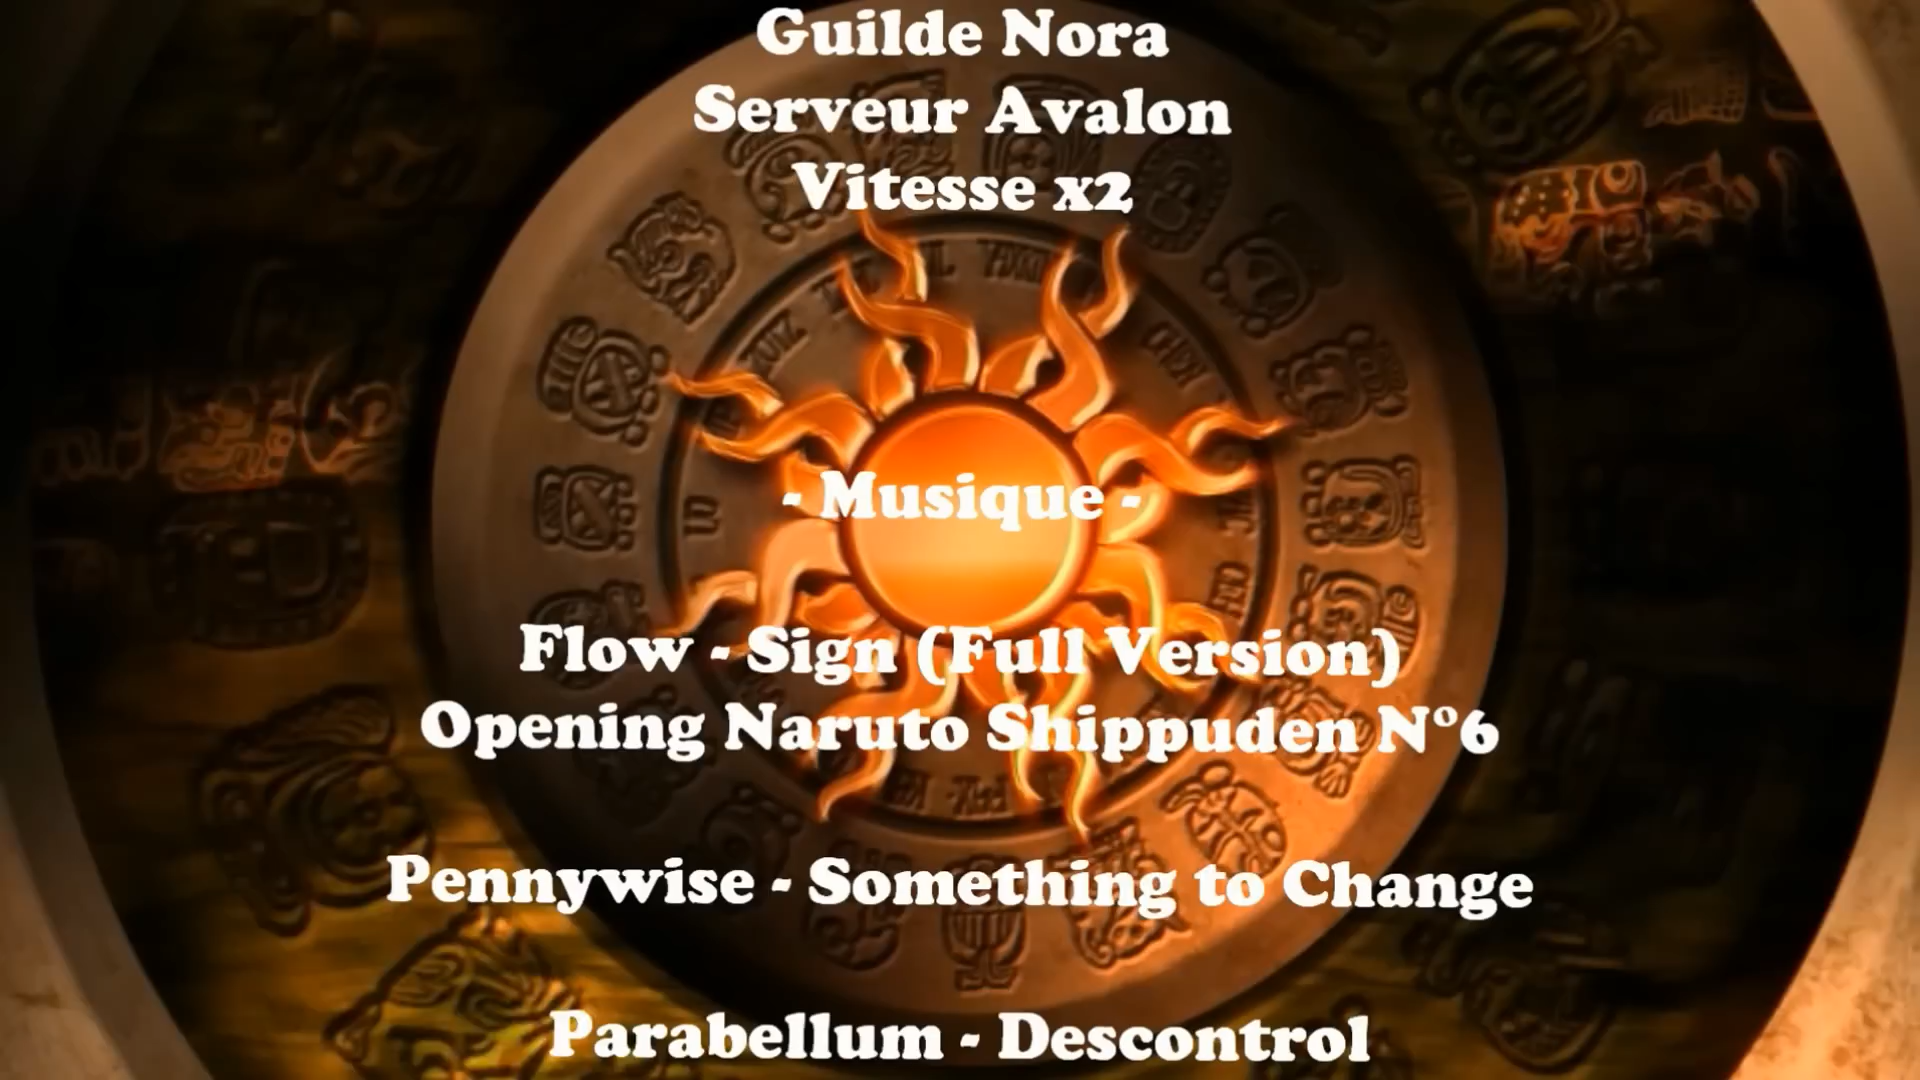 Guilde Nora
Serveur Avalon
Vitesse x2
- Musique -
Flow - Sign (Full Version)
Opening Naruto Shippuden N°6
Pennywise - Something to Change
Parabellum - Descontrol